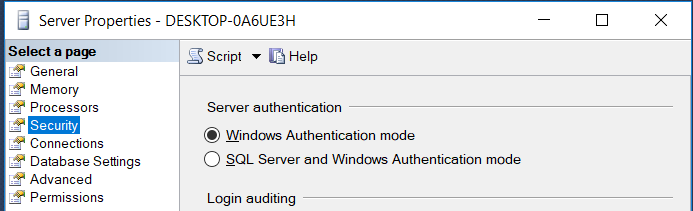 Server Properties - DESKTOP-0A6UE3H
Select a page
General
Memory
Processors
Security
Connections
Database Settings
Advanced
Permissions
Script
Help
Server authentication
Windows Authentication mode
SQL Server and Windows Authentication mode
Login auditing